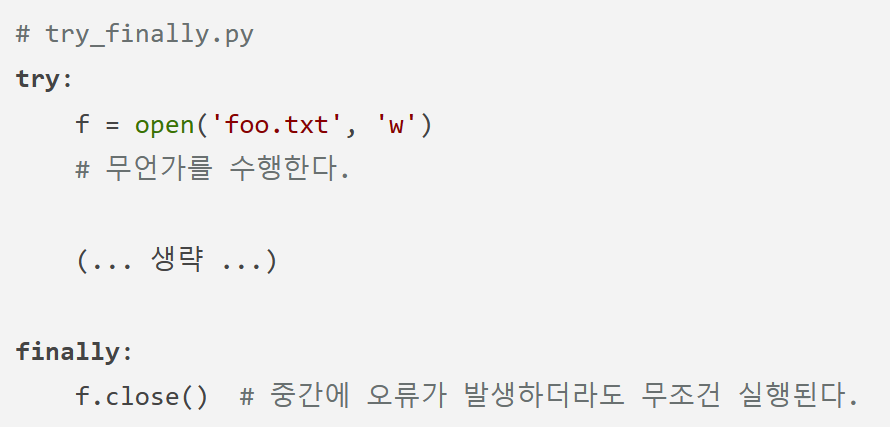 # try_finally.py
try:
    f = open('foo.txt', 'w')
    # 무언가를 수행한다.
    (... 생략 ...)
finally:
    f.close()  # 중간에 오류가 발생하더라도 무조건 실행된다.